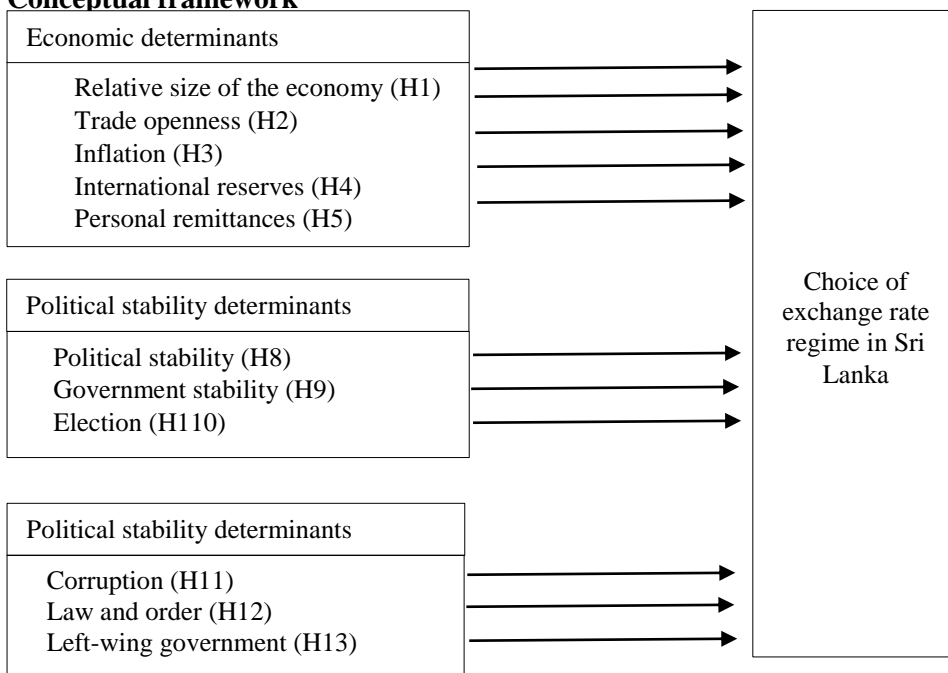 Conceptual framework
Economic determinants
Relative size of the economy (H1)
Trade openness (H2)
Inflation (H3)
International reserves (H4)
Personal remittances (H5)
Political stability determinants
Political stability (H8)
Government stability (H9)
Election (H110)
Political stability determinants
Corruption (H11)
Law and order (H12)
Left-wing government (H13)
Choice of
exchange rate
regime in Sri
Lanka